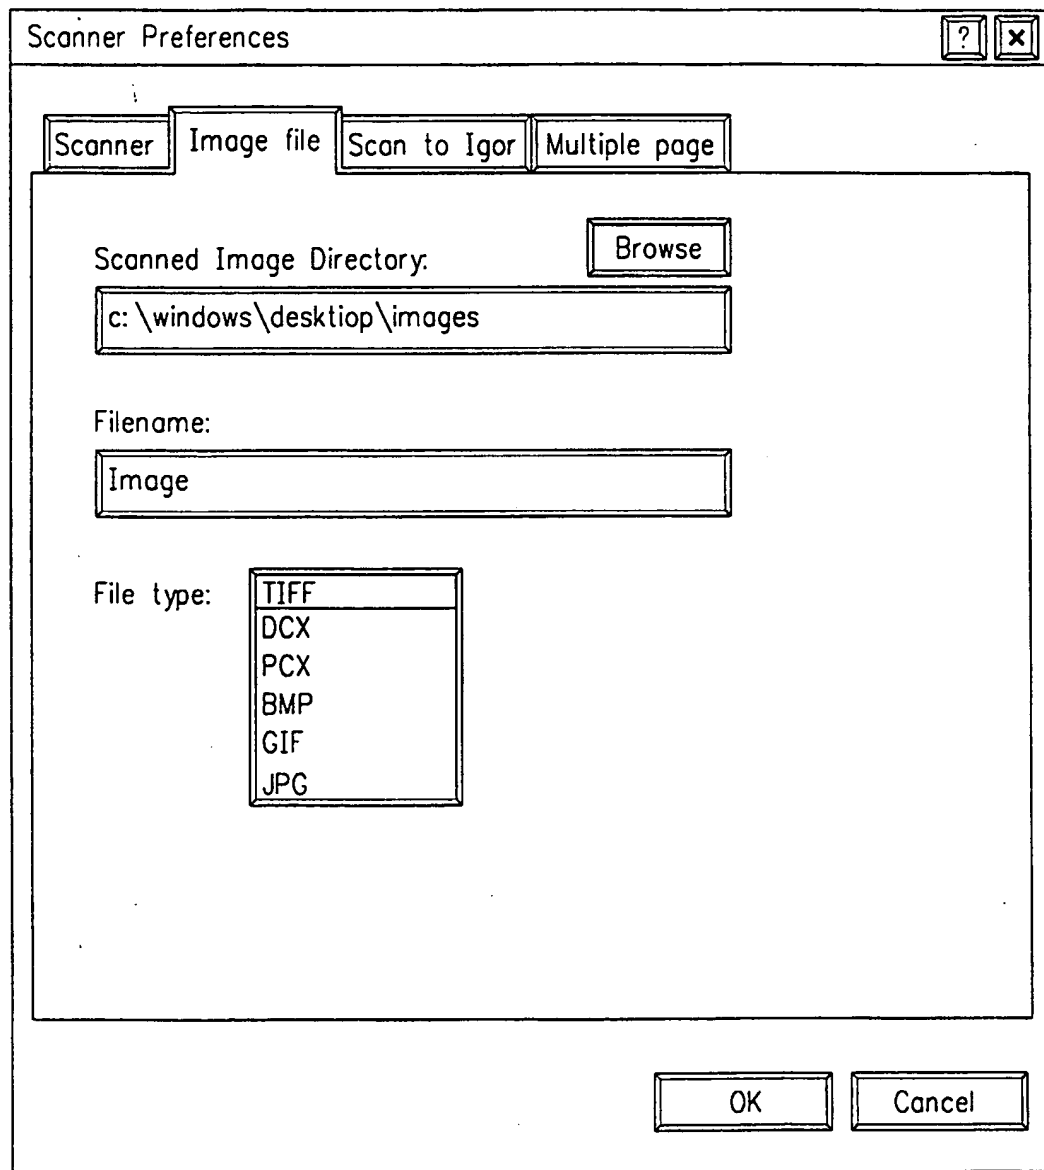 Scanner Preferences ? ×
Scanner Image file Scan to Igor Multiple page
Browse
Scanned Image Directory:
c: \windows\desktiop\images
Filename:
Image
File type:
TIFF
DCX
PCX
BMP
GIF
JPG
OK Cancel